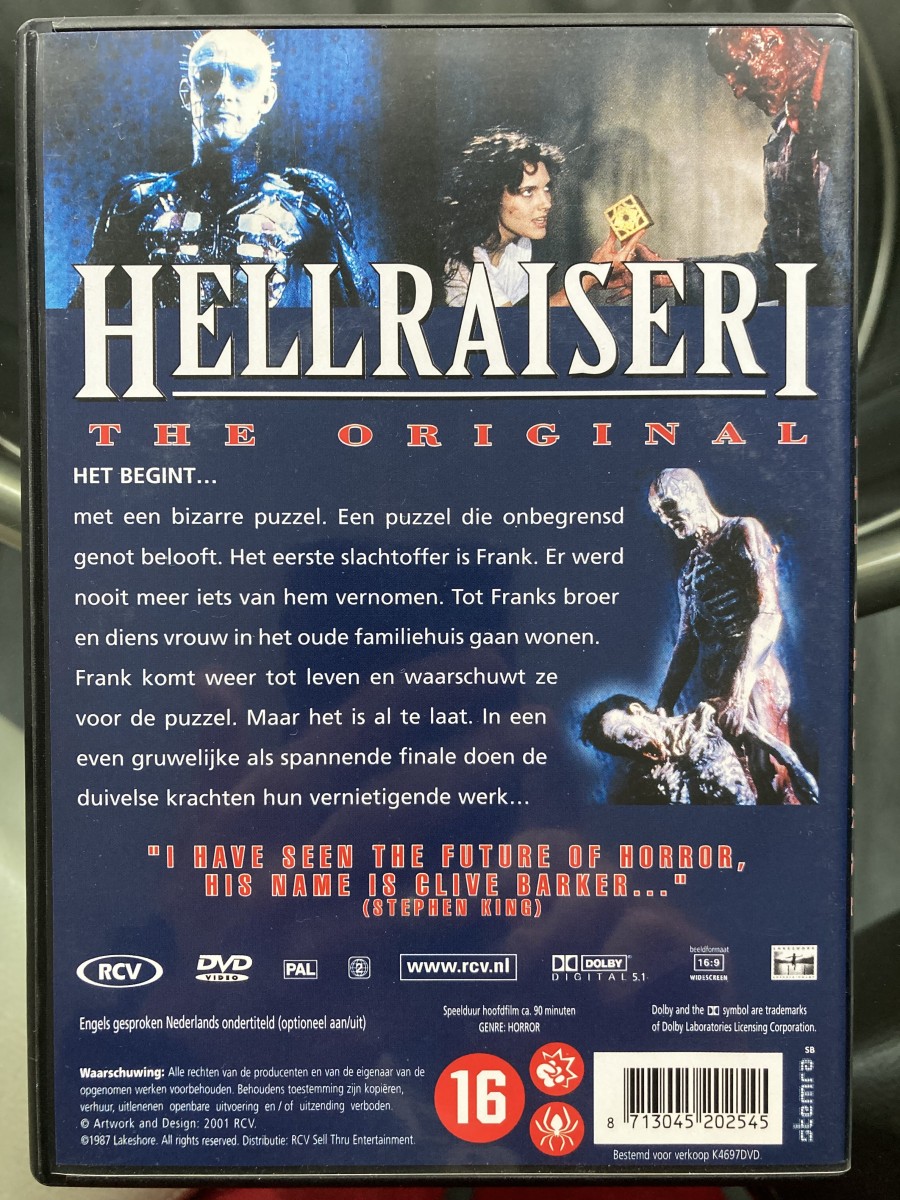 HELLRAISER I
THE ORIGINAL
HET BEGINT...
met een bizarre puzzel. Een puzzel die onbegrensd
genot belooft. Het eerste slachtoffer is Frank. Er werd
nooit meer iets van hem vernomen. Tot Franks broer
en diens vrouw in het oude familiehuis gaan wonen.
Frank komt weer tot leven en waarschuwt ze
voor de puzzel. Maar het is al te laat. In een
even gruwelijke als spannende finale doen de
duivelse krachten hun vernietigende werk...
"I HAVE SEEN THE FUTURE OF HORROR,
HIS NAME IS CLIVE BARKER..."
(STEPHEN KING)
RCV
DVD
VIDEO
PAL
2
www.rcv.nl
DOLBY
DIGITAL 5.1
beeldformaat
16:9
WIDESCREEN
Engels gesproken Nederlands ondertiteld (optioneel aan/uit)
Speelduur hoofdfilm ca. 90 minuten
GENRE: HORROR
Dolby and the DD symbol are trademarks
of Dolby Laboratories Licensing Corporation.
Waarschuwing: Alle rechten van de producenten en van de eigenaar van de
opgenomen werken voorbehouden. Behoudens toestemming zijn kopiëren,
verhuur, uitlenenen openbare uitvoering en/of uitzending verboden.
© Artwork and Design: 2001 RCV.
©1987 Lakeshore. All rights reserved. Distributie: RCV Sell Thru Entertainment.
16
8 713045 202545
Bestemd voor verkoop K4697DVD
SB
stemra